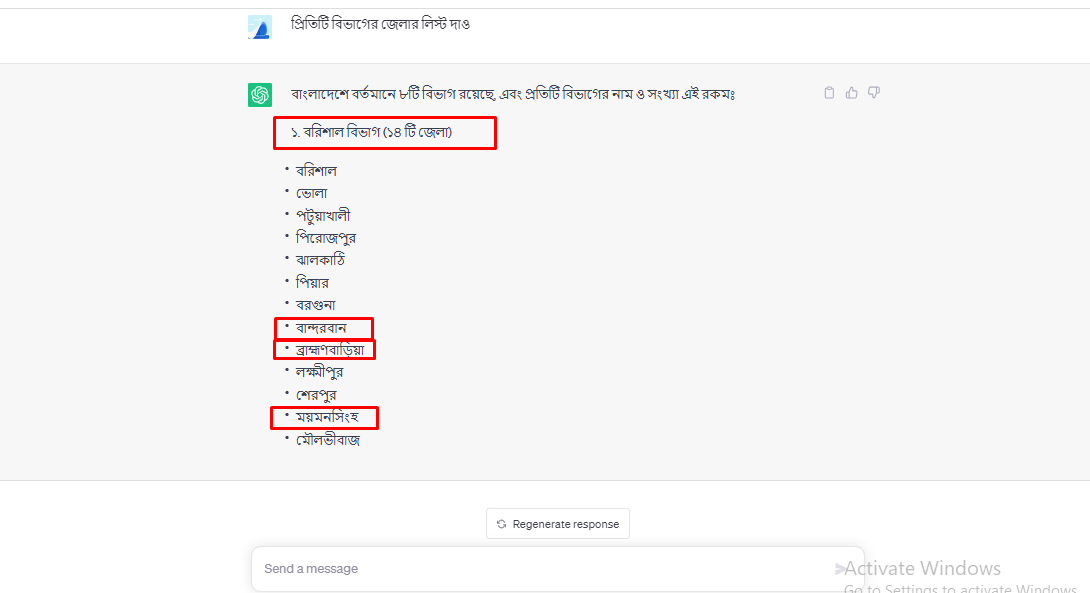 প্রিতিটি বিভাগের জেলার লিস্ট দাও
বাংলাদেশে বর্তমানে ৮টি বিভাগ রয়েছে, এবং প্রতিটি বিভাগের নাম ও সংখ্যা এই রকমঃ
১. বরিশাল বিভাগ (১৪ টি জেলা)
• বরিশাল
• ভোলা
• পটুয়াখালী
• পিরোজপুর
• ঝালকাঠি
• পিয়ার
• বরগুনা
• বান্দরবান
• ব্রাহ্মণবাড়িয়া
• লক্ষ্মীপুর
• শেরপুর
• ময়মনসিংহ
• মৌলভীবাজ
Regenerate response
Send a message
Activate Windows
Go to Settings to activate Windows